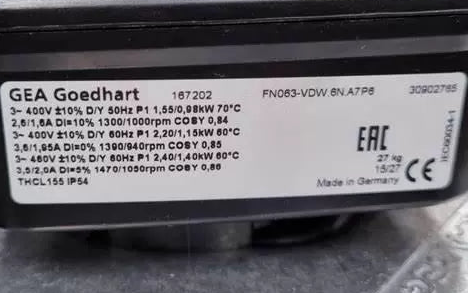 GEA Goedhart 167202 FN063-VDW.6N.A7P6 30902765
3~ 400V ±10% D/Y 50Hz P1 1,55/0,98kW 70°C
2,6/1,6A DI=10% 1300/1000rpm COSY 0,84
3~ 400V ±10% D/Y 60Hz P1 2,20/1,15kW 60°C
3,6/1,95A DI=0% 1390/940rpm COSY 0,85
3~ 460V ±10% D/Y 60Hz P1 2,40/1,40kW 60°C
3,5/2,0A DI=5% 1470/1050rpm COSY 0,86
THCL155 IP54
EAC
27 kg
15/27
Made in Germany CE
IEC60034-1